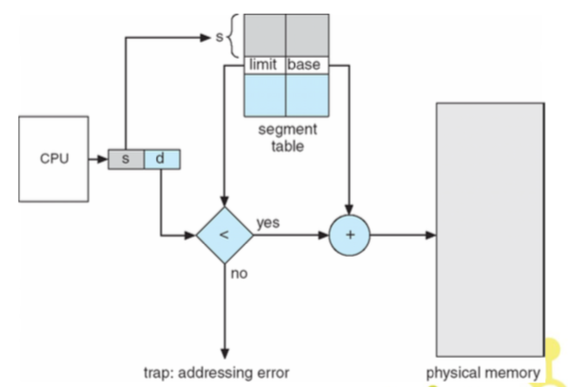 s
limit base
segment
table
CPU
s d
<
yes
+
no
trap: addressing error
physical memory